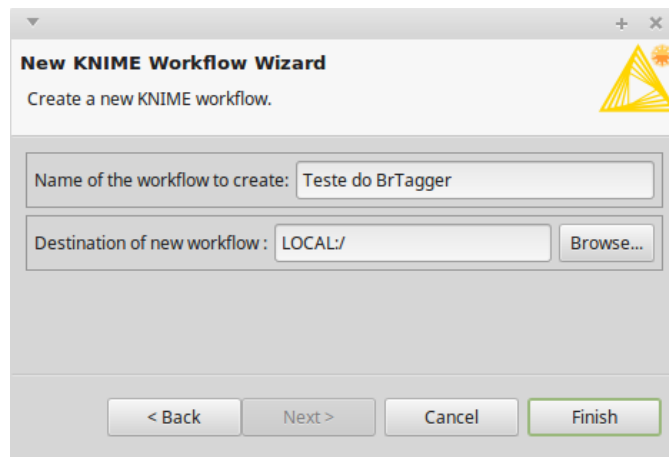 New KNIME Workflow Wizard
Create a new KNIME workflow.
Name of the workflow to create: Teste do BrTagger
Destination of new workflow : LOCAL:/ Browse...
< Back Next > Cancel Finish